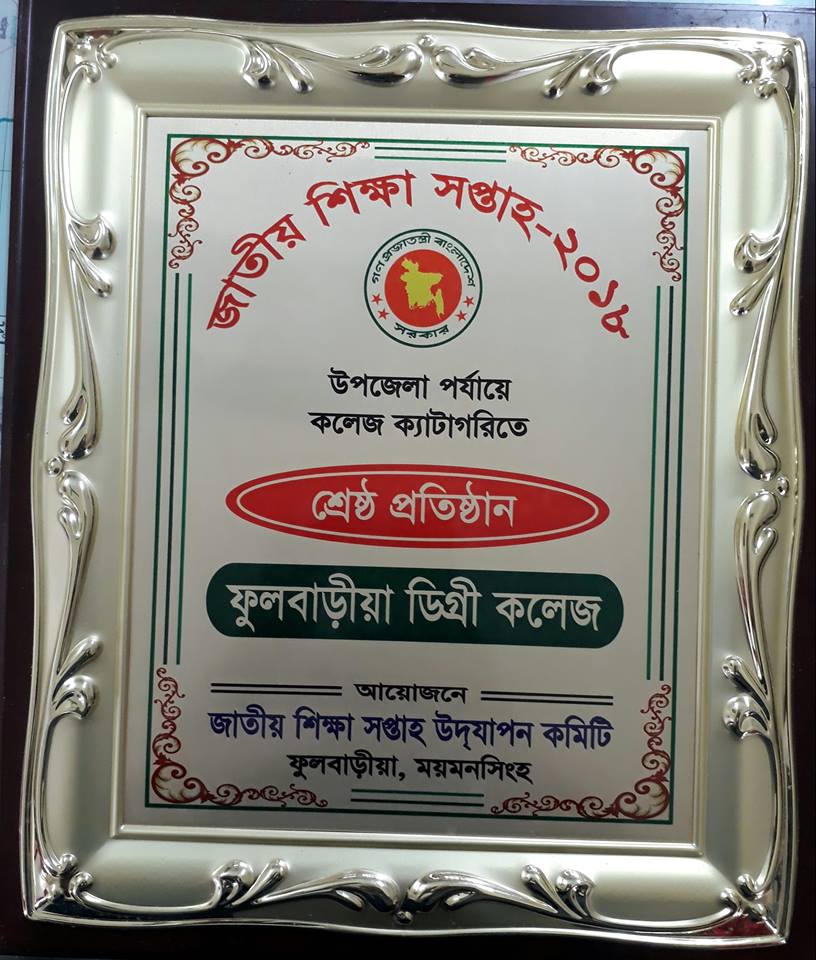 জাতীয় শিক্ষা সপ্তাহ-২০১৮
গণপ্রজাতন্ত্রী বাংলাদেশ
সরকার
উপজেলা পর্যায়ে
কলেজ ক্যাটাগরিতে
শ্রেষ্ঠ প্রতিষ্ঠান
ফুলবাড়ীয়া ডিগ্রী কলেজ
আয়োজনে
জাতীয় শিক্ষা সপ্তাহ উদ্‌যাপন কমিটি
ফুলবাড়ীয়া, ময়মনসিংহ